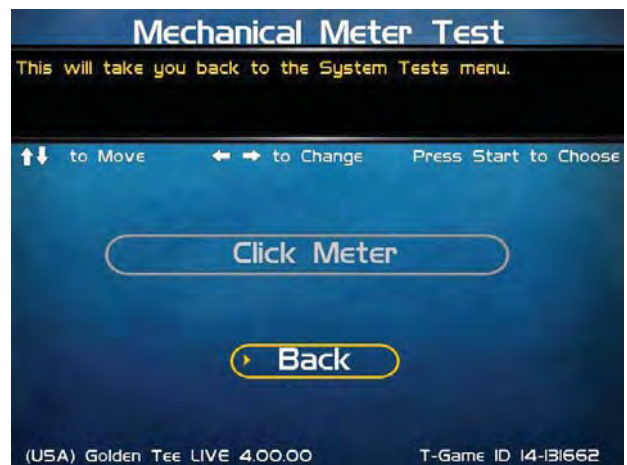 Mechanical Meter Test
This will take you back to the System Tests menu.
to Move to Change Press Start to Choose
Click Meter
Back
(USA) Golden Tee LIVE 4.00.00 T-Game ID 14-131662